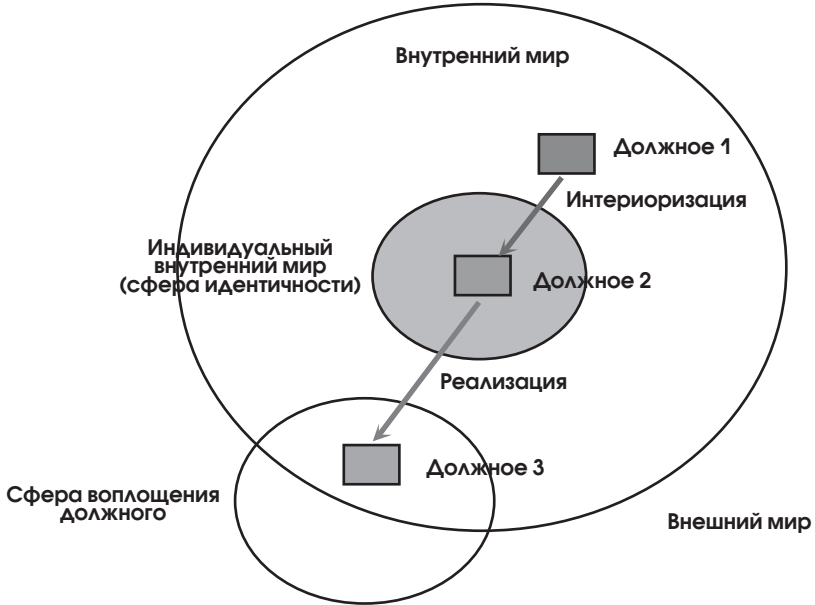 Внутренний мир
Должное 1
Интериоризация
Индивидуальный
внутренний мир
(сфера идентичности)
Должное 2
Реализация
Должное 3
Сфера воплощения
должного
Внешний мир